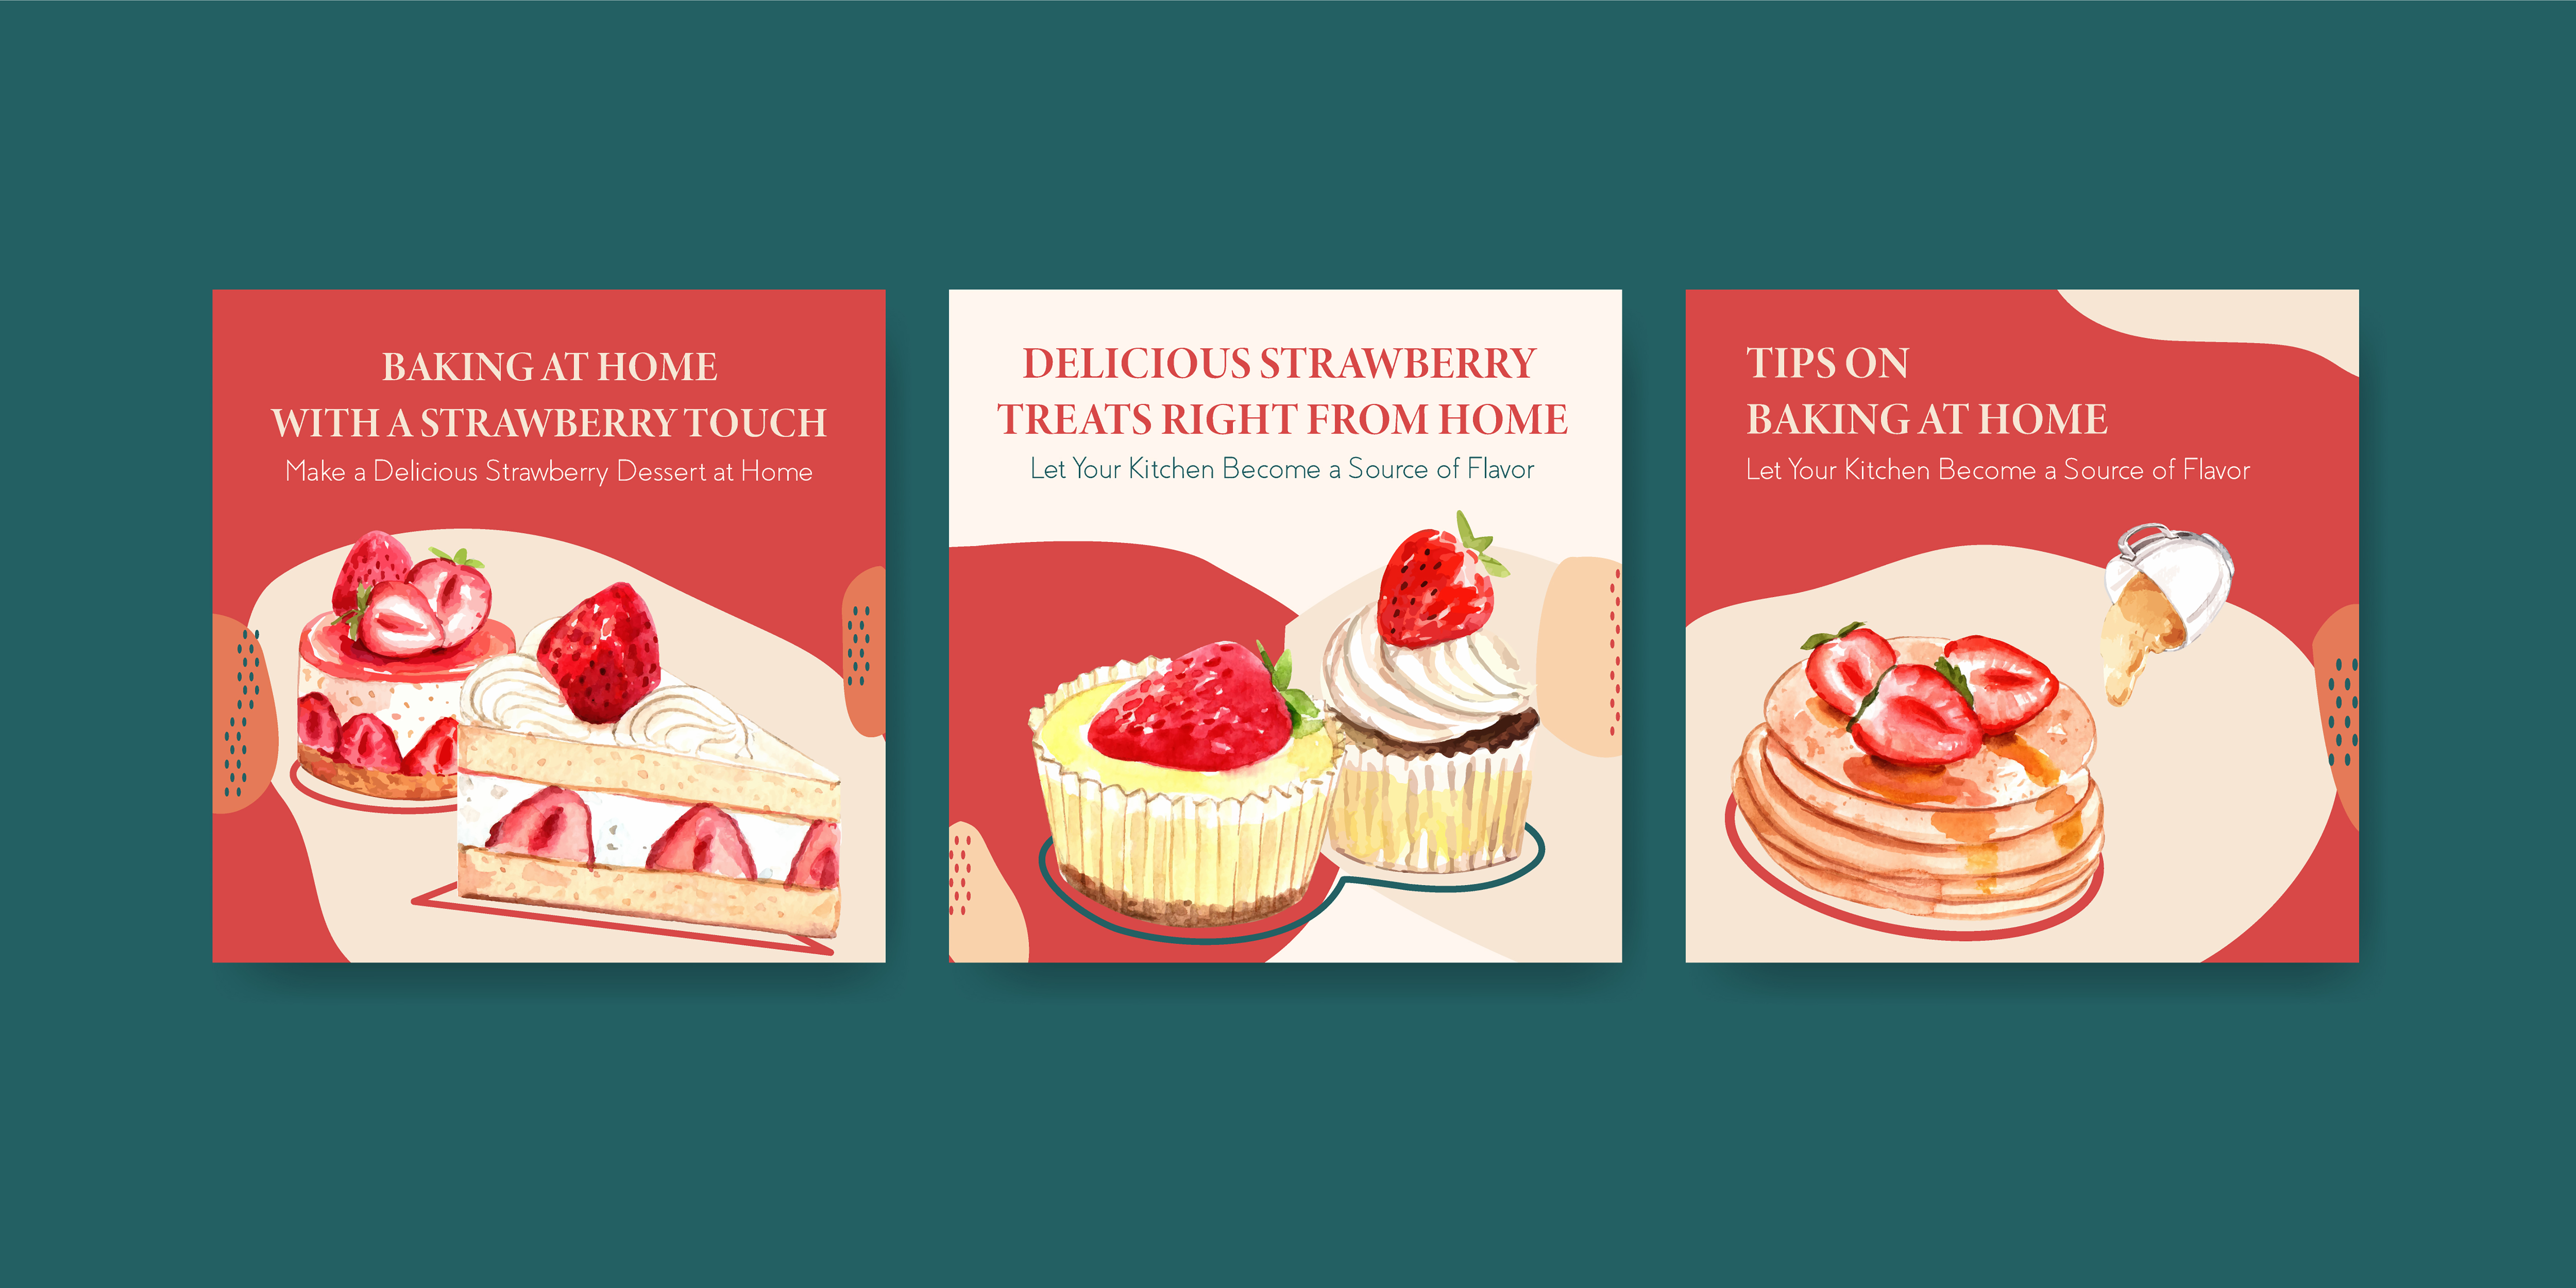 BAKING AT HOME
WITH A STRAWBERRY TOUCH
Make a Delicious Strawberry Dessert at Home
DELICIOUS STRAWBERRY
TREATS RIGHT FROM HOME
Let Your Kitchen Become a Source of Flavor
TIPS ON
BAKING AT HOME
Let Your Kitchen Become a Source of Flavor